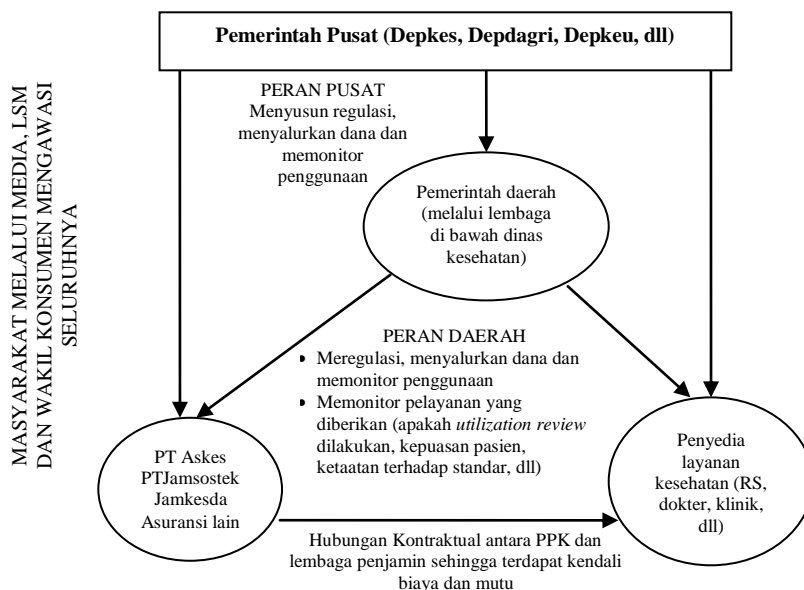 Pemerintah Pusat (Depkes, Depdagri, Depkeu, dll)
MASYARAKAT MELALUI MEDIA, LSM
DAN WAKIL KONSUMEN MENGAWASI
SELURUHNYA
PERAN PUSAT
Menyusun regulasi,
menyalurkan dana dan
memonitor
penggunaan
Pemerintah daerah
(melalui lembaga
di bawah dinas
kesehatan)
PERAN DAERAH
• Meregulasi, menyalurkan dana dan
memonitor penggunaan
• Memonitor pelayanan yang
diberikan (apakah utilization review
dilakukan, kepuasan pasien,
ketaatan terhadap standar, dll)
PT Askes
PTJamsostek
Jamkesda
Asuransi lain
Penyedia
layanan
kesehatan (RS,
dokter, klinik,
dll)
Hubungan Kontraktual antara PPK dan
lembaga penjamin sehingga terdapat kendali
biaya dan mutu